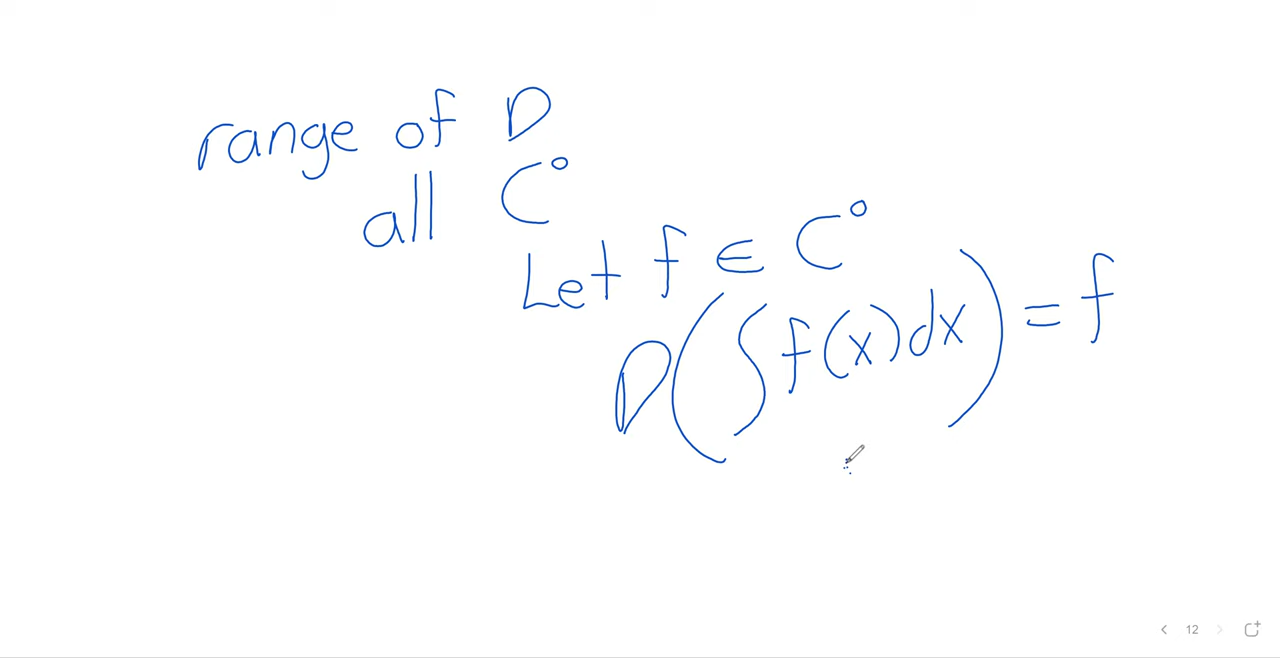 range of D
all C°
Let f ∈ C°
D(∫f(x)dx) = f
< 12 >